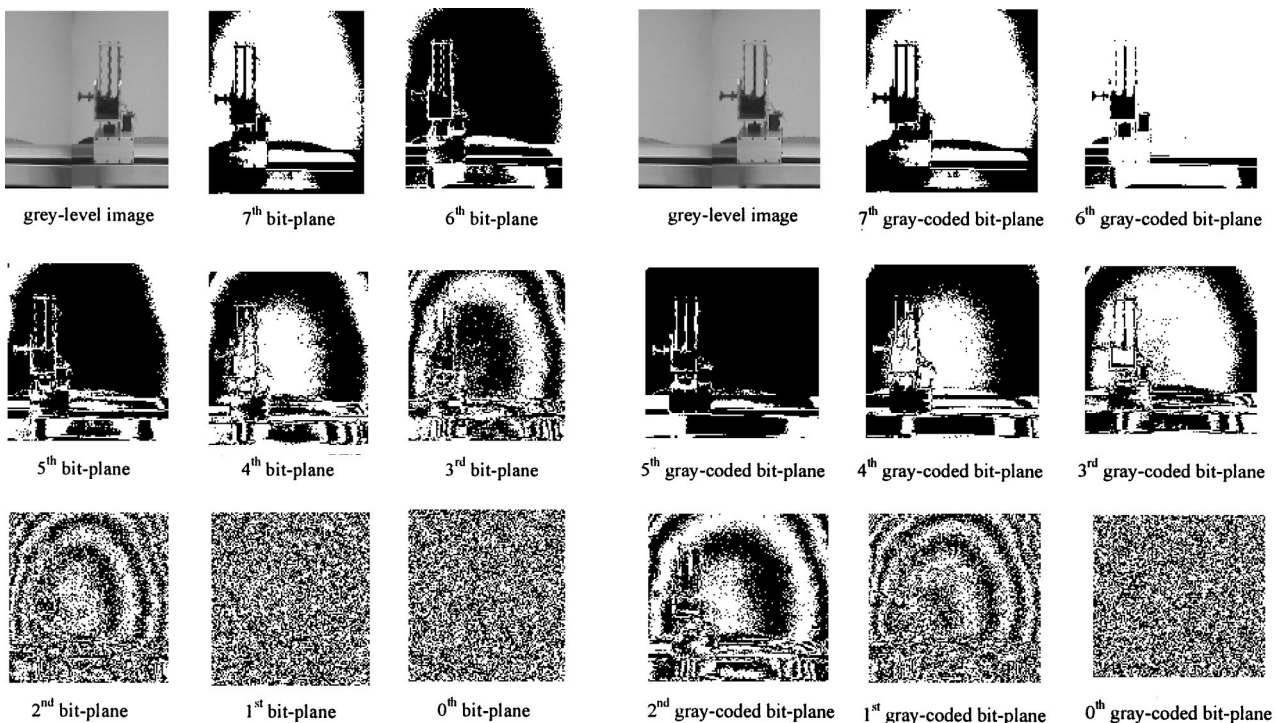 grey-level image 7th bit-plane 6th bit-plane grey-level image 7th gray-coded bit-plane 6th gray-coded bit-plane
5th bit-plane 4th bit-plane 3rd bit-plane 5th gray-coded bit-plane 4th gray-coded bit-plane 3rd gray-coded bit-plane
2nd bit-plane 1st bit-plane 0th bit-plane 2nd gray-coded bit-plane 1st gray-coded bit-plane 0th gray-coded bit-plane